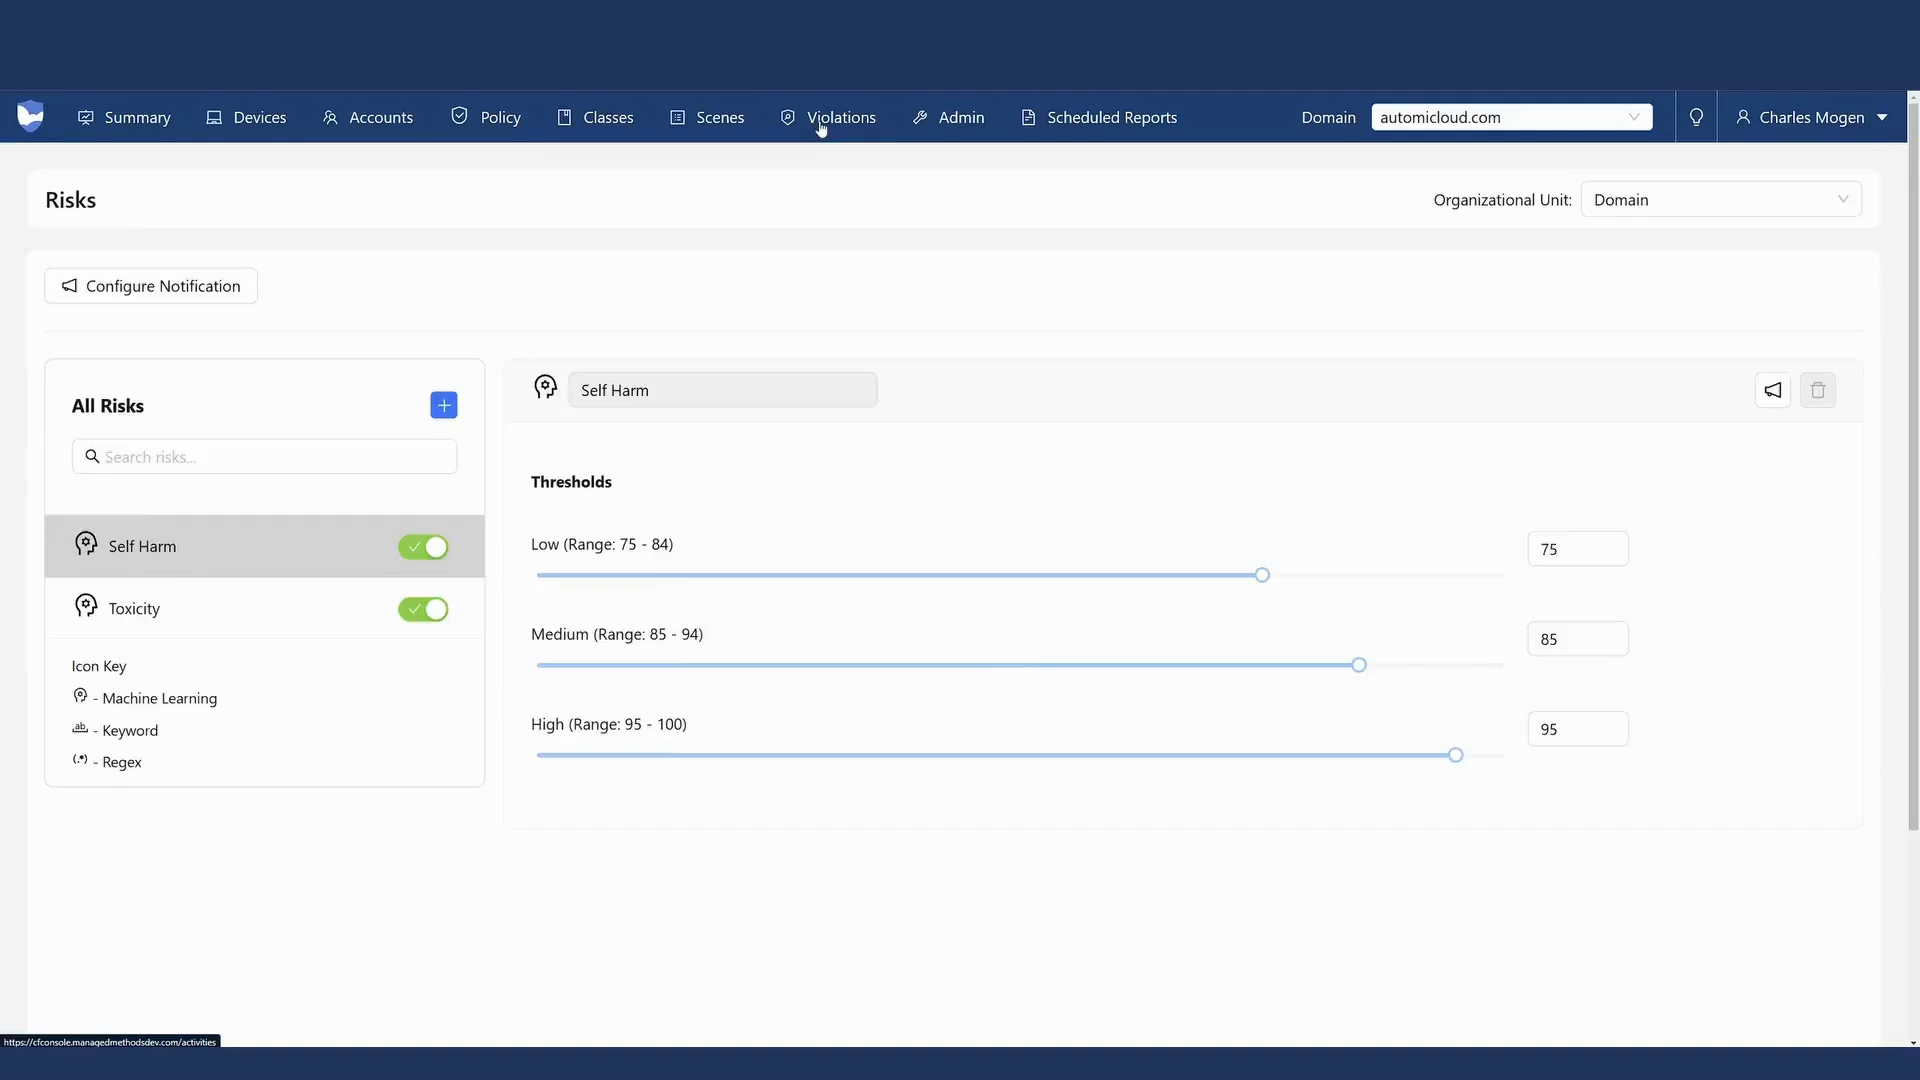 Summary
Devices
Accounts
Policy
Classes
Scenes
Violations
Admin
Scheduled Reports
Domain
automicloud.com
Charles Mogen
Risks
Organizational Unit:
Domain
Configure Notification
All Risks
+
Search risks...
Self Harm
Toxicity
Icon Key
- Machine Learning
ab - Keyword
(.*) - Regex
Self Harm
Thresholds
Low (Range: 75 - 84)
75
Medium (Range: 85 - 94)
85
High (Range: 95 - 100)
95
https://cfconsole.managedmethodsdev.com/activities